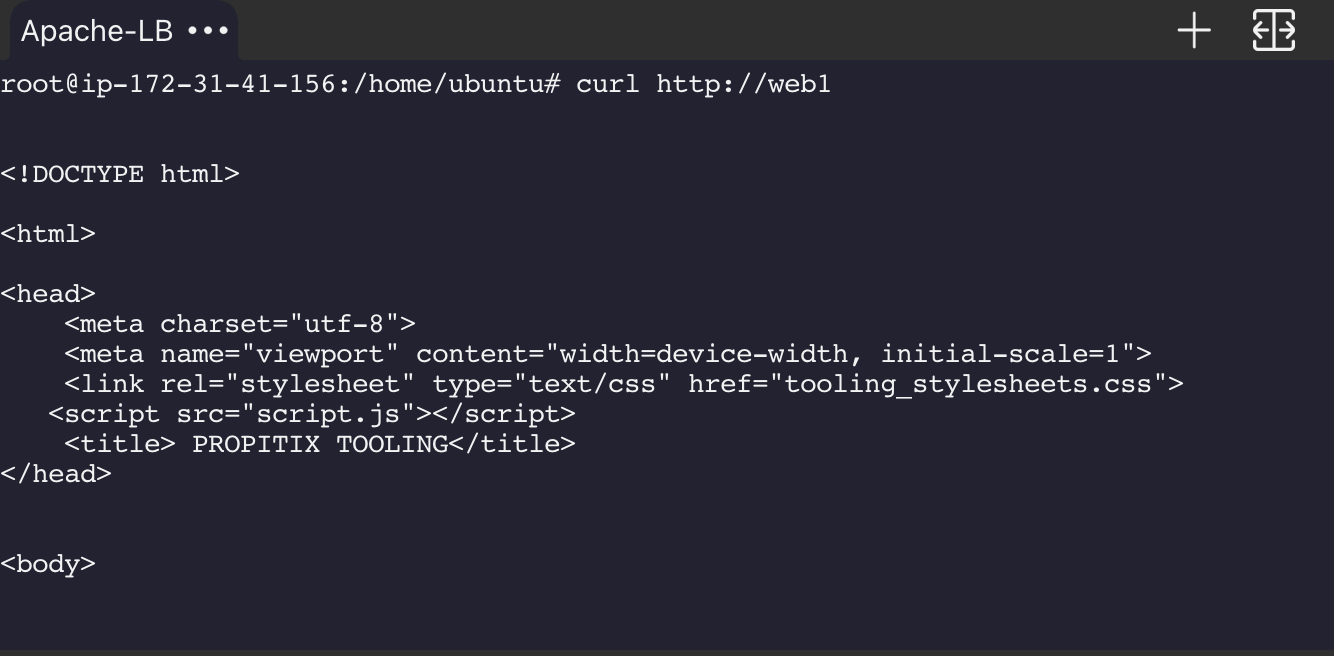 Apache-LB •••
root@ip-172-31-41-156:/home/ubuntu# curl http://web1
<!DOCTYPE html>
<html>
<head>
    <meta charset="utf-8">
    <meta name="viewport" content="width=device-width, initial-scale=1">
    <link rel="stylesheet" type="text/css" href="tooling_stylesheets.css">
   <script src="script.js"></script>
    <title> PROPITIX TOOLING</title>
</head>
<body>